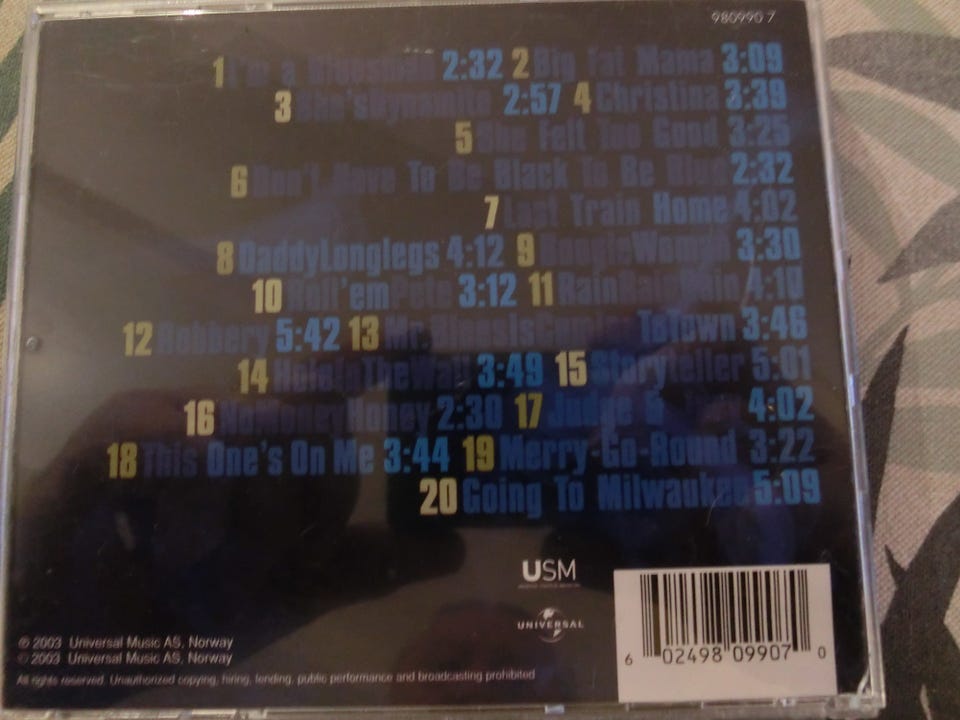 980990 7
1 I'm a Bluesman 2:32 2 Big Fat Mama 3:09
3 She'sDynamite 2:57 4 Christina 3:39
5 She Felt Too Good 3:25
6 Don't Have To Be Black To Be Blue 2:32
7 Last Train Home 4:02
8 DaddyLonglegs 4:12 9 BoogieWoogie 3:30
10 Roll'emPete 3:12 11 RainRainRain 4:10
12 Robbery 5:42 13 Mr.BluesIsComin' ToTown 3:46
14 HoleInTheWall 3:49 15 Storyteller 5:01
16 NoMoneyHoney 2:30 17 Judge & 4:02
18 This One's On Me 3:44 19 Merry-Go-Round 3:22
20 Going To Milwaukee 5:09
USM
UNIVERSAL
℗ 2003 Universal Music AS, Norway
© 2003 Universal Music AS, Norway
All rights reserved. Unauthorized copying, hiring, lending, public performance and broadcasting prohibited
6 02498 09907 0